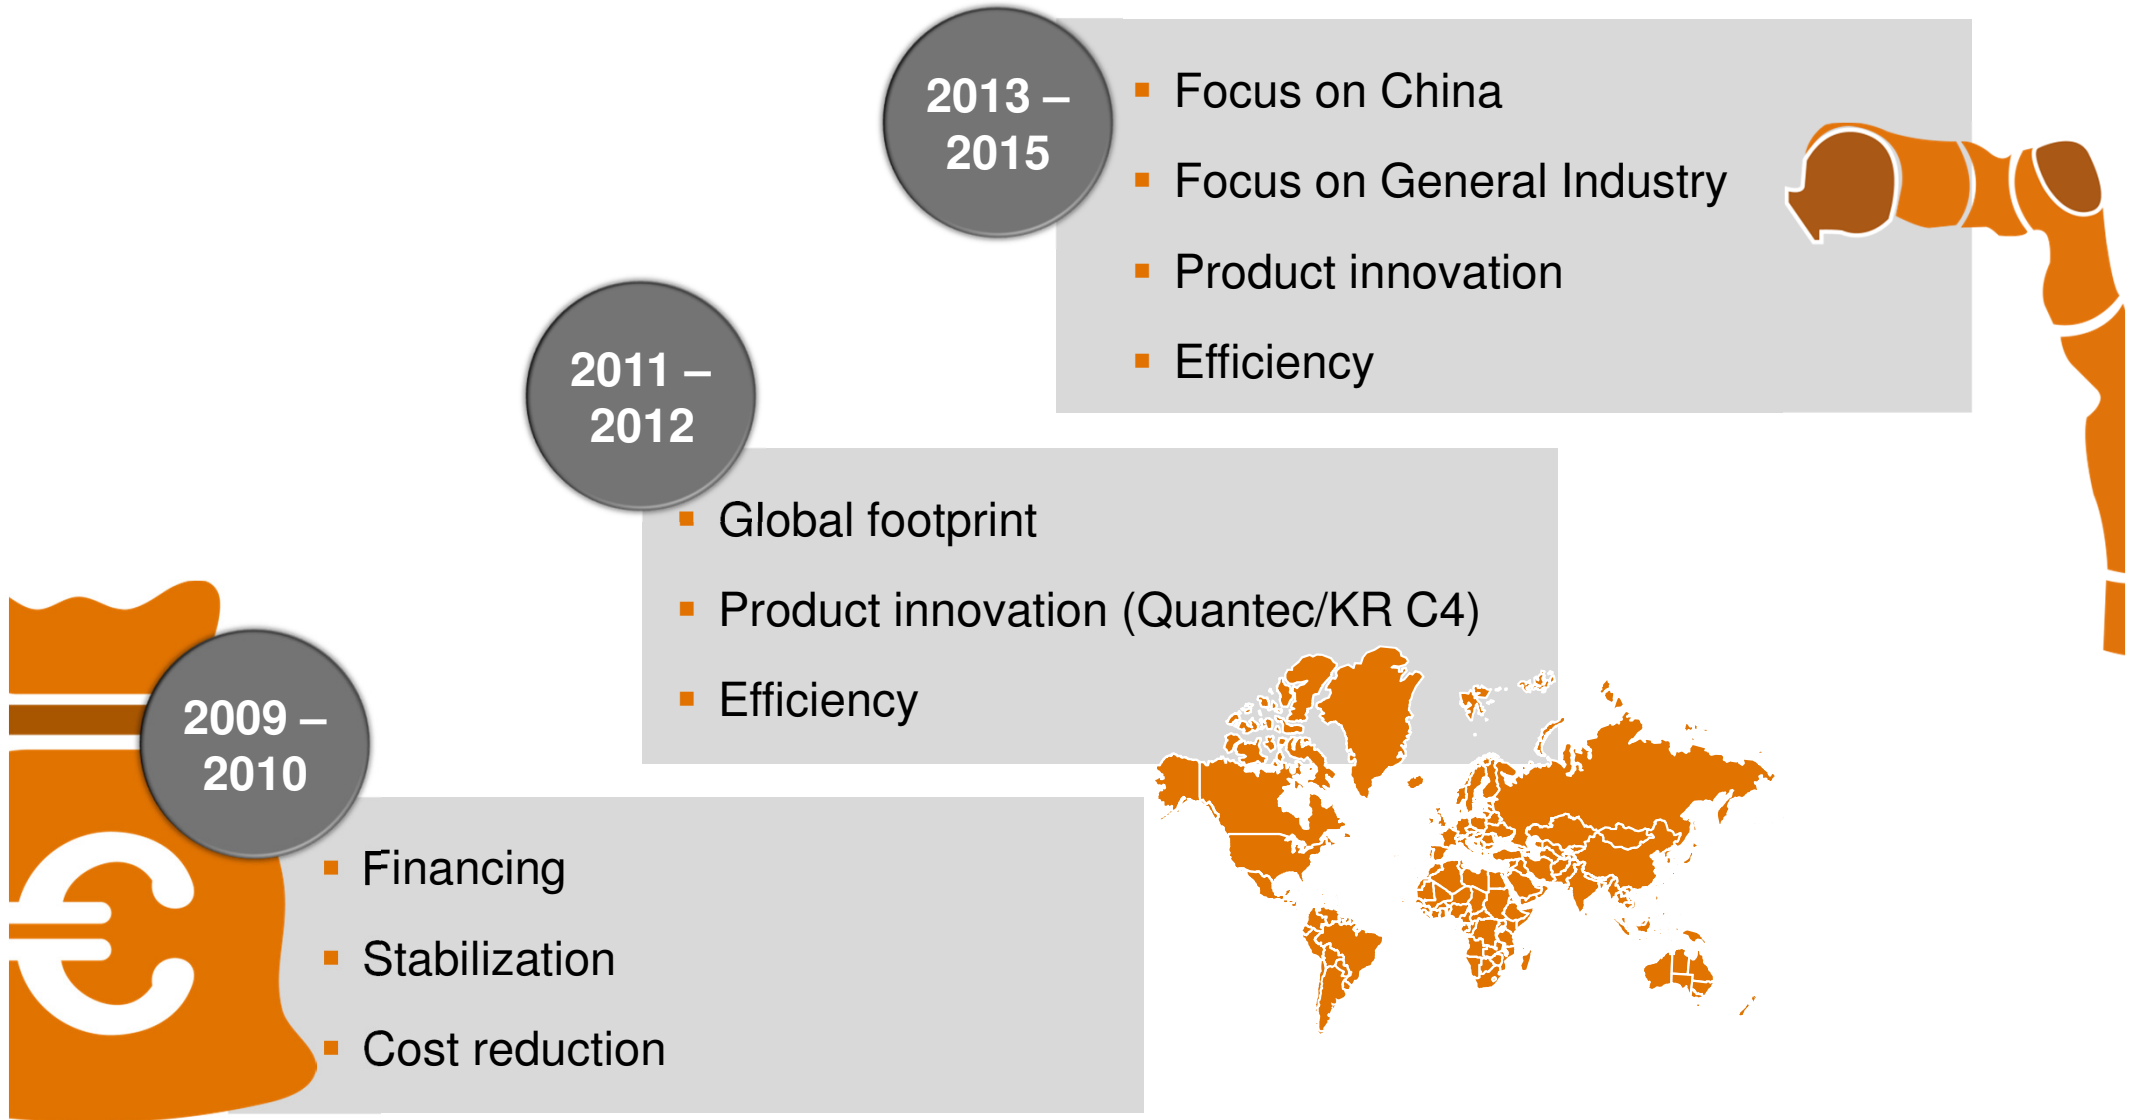 2013 –
2015
Focus on China
Focus on General Industry
Product innovation
Efficiency
2011 –
2012
Global footprint
Product innovation (Quantec/KR C4)
Efficiency
2009 –
2010
€
Financing
Stabilization
Cost reduction